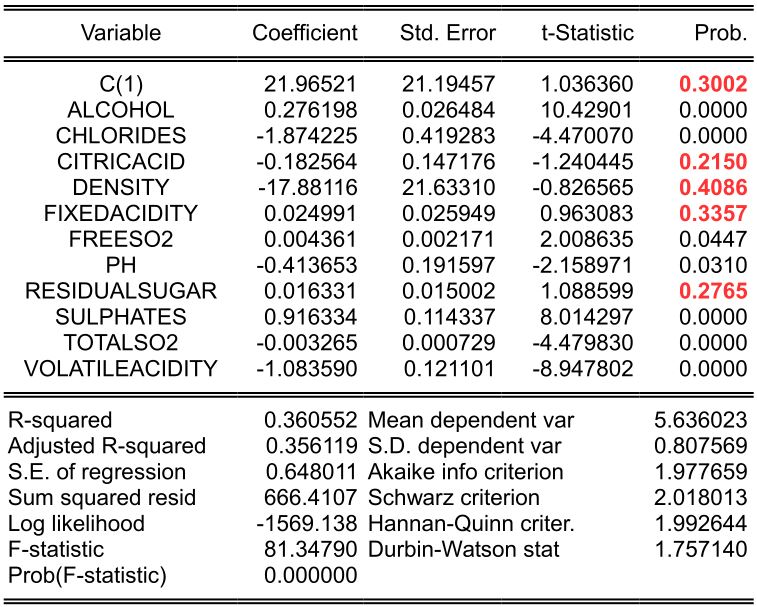 Variable Coefficient Std. Error t-Statistic Prob.
C(1) 21.96521 21.19457 1.036360 0.3002
ALCOHOL 0.276198 0.026484 10.42901 0.0000
CHLORIDES -1.874225 0.419283 -4.470070 0.0000
CITRICACID -0.182564 0.147176 -1.240445 0.2150
DENSITY -17.88116 21.63310 -0.826565 0.4086
FIXEDACIDITY 0.024991 0.025949 0.963083 0.3357
FREESO2 0.004361 0.002171 2.008635 0.0447
PH -0.413653 0.191597 -2.158971 0.0310
RESIDUALSUGAR 0.016331 0.015002 1.088599 0.2765
SULPHATES 0.916334 0.114337 8.014297 0.0000
TOTALSO2 -0.003265 0.000729 -4.479830 0.0000
VOLATILEACIDITY -1.083590 0.121101 -8.947802 0.0000
R-squared 0.360552 Mean dependent var 5.636023
Adjusted R-squared 0.356119 S.D. dependent var 0.807569
S.E. of regression 0.648011 Akaike info criterion 1.977659
Sum squared resid 666.4107 Schwarz criterion 2.018013
Log likelihood -1569.138 Hannan-Quinn criter. 1.992644
F-statistic 81.34790 Durbin-Watson stat 1.757140
Prob(F-statistic) 0.000000